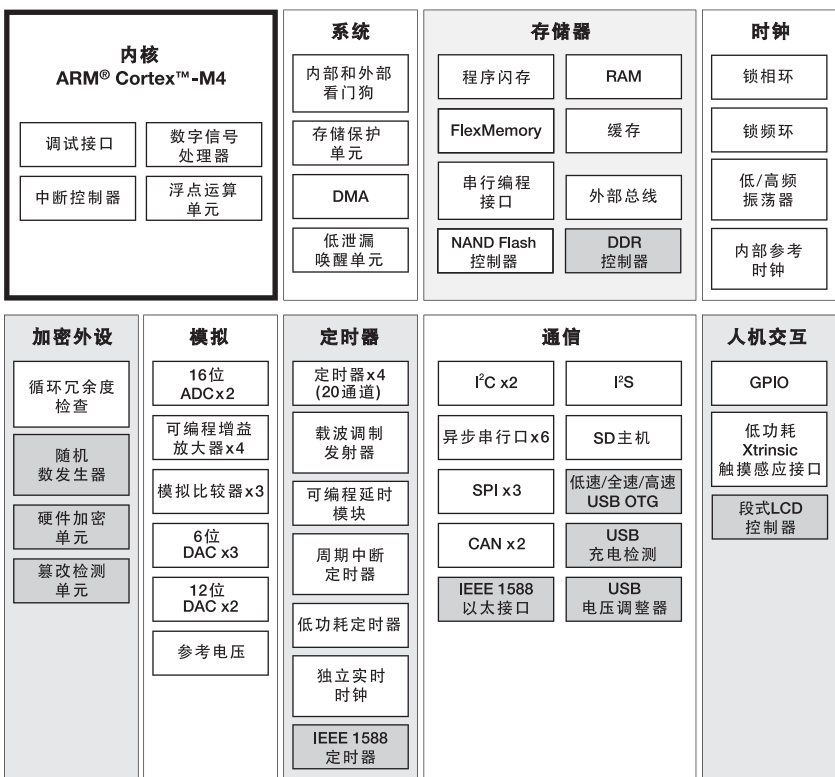 内核
ARM® Cortex™-M4
调试接口
数字信号
处理器
中断控制器
浮点运算
单元
系统
内部和外部
看门狗
存储保护
单元
DMA
低泄漏
唤醒单元
存储器
程序闪存
RAM
FlexMemory
缓存
串行编程
接口
外部总线
NAND Flash
控制器
DDR
控制器
时钟
锁相环
锁频环
低/高频
振荡器
内部参考
时钟
加密外设
循环冗余度
检查
随机
数发生器
硬件加密
单元
篡改检测
单元
模拟
16位
ADCx2
可编程增益
放大器x4
模拟比较器x3
6位
DAC x3
12位
DAC x2
参考电压
定时器
定时器x4
(20通道)
载波调制
发射器
可编程延时
模块
周期中断
定时器
低功耗定时器
独立实时
时钟
IEEE 1588
定时器
通信
I²C x2
I²S
异步串行口x6
SD主机
SPI x3
低速/全速/高速
USB OTG
CAN x2
USB
充电检测
IEEE 1588
以太接口
USB
电压调整器
人机交互
GPIO
低功耗
Xtrinsic
触摸感应接口
段式LCD
控制器